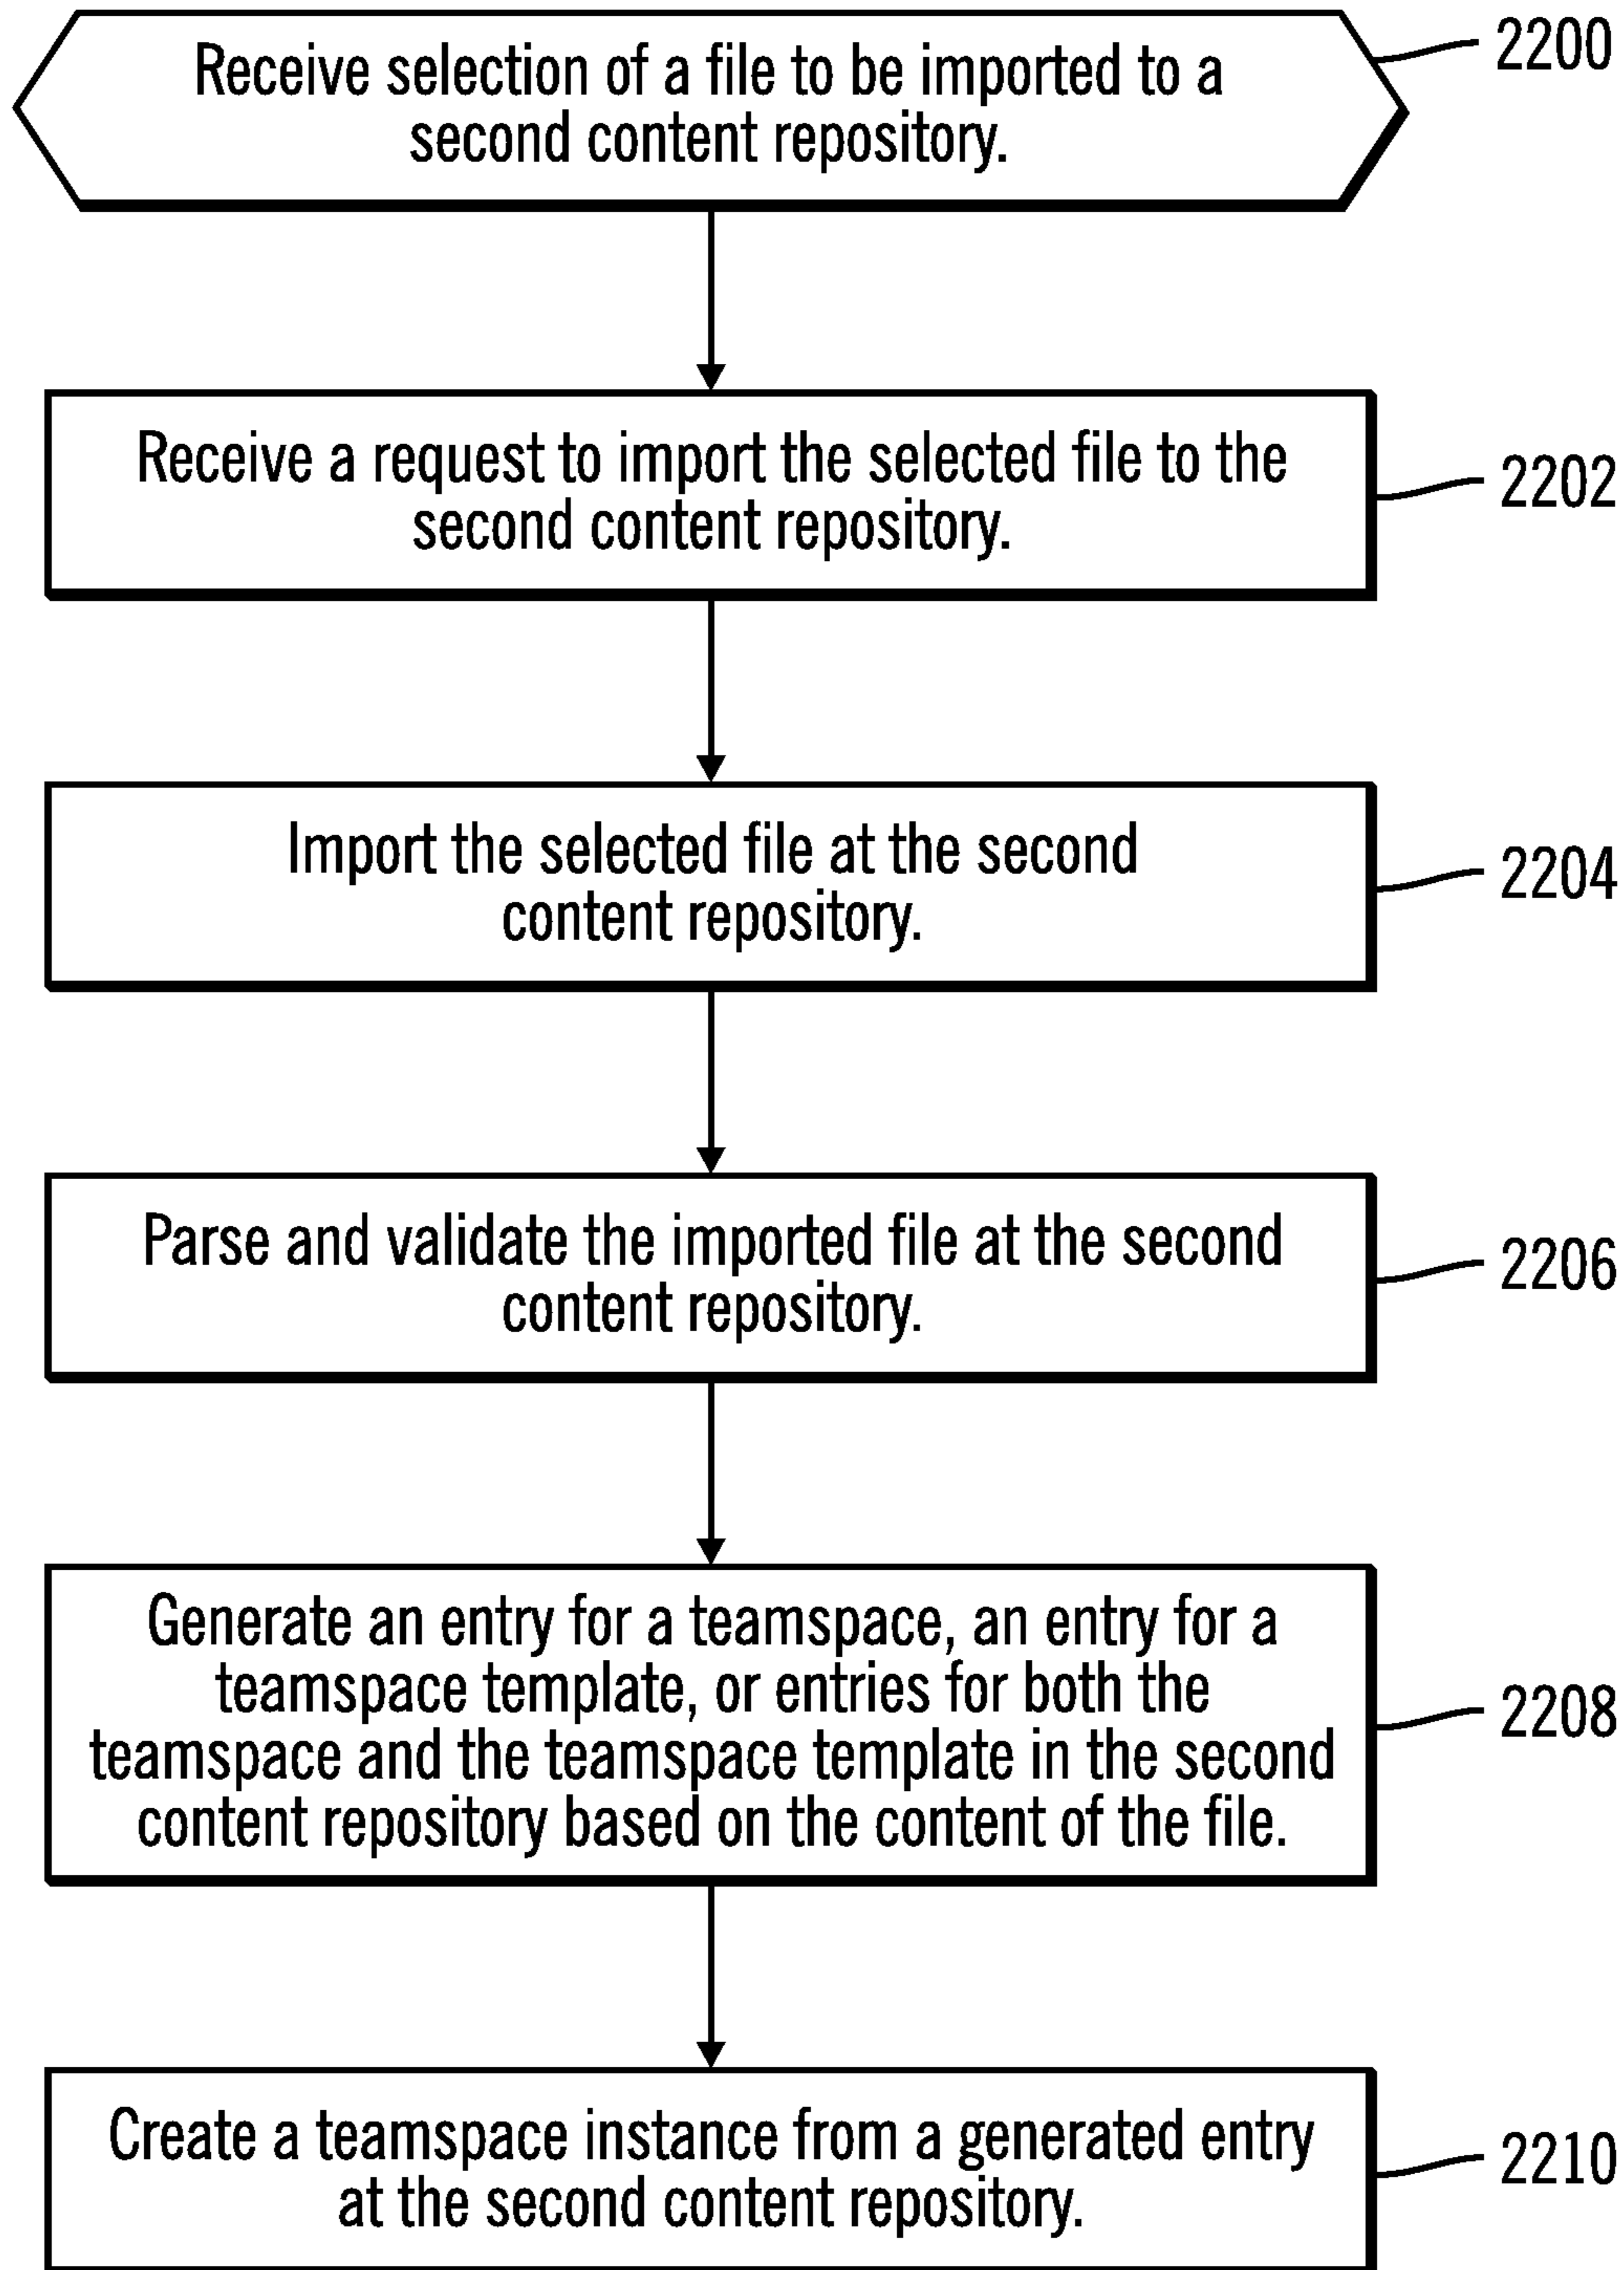 Receive selection of a file to be imported to a
second content repository.
2200
Receive a request to import the selected file to the
second content repository.
2202
Import the selected file at the second
content repository.
2204
Parse and validate the imported file at the second
content repository.
2206
Generate an entry for a teamspace, an entry for a
teamspace template, or entries for both the
teamspace and the teamspace template in the second
content repository based on the content of the file.
2208
Create a teamspace instance from a generated entry
at the second content repository.
2210